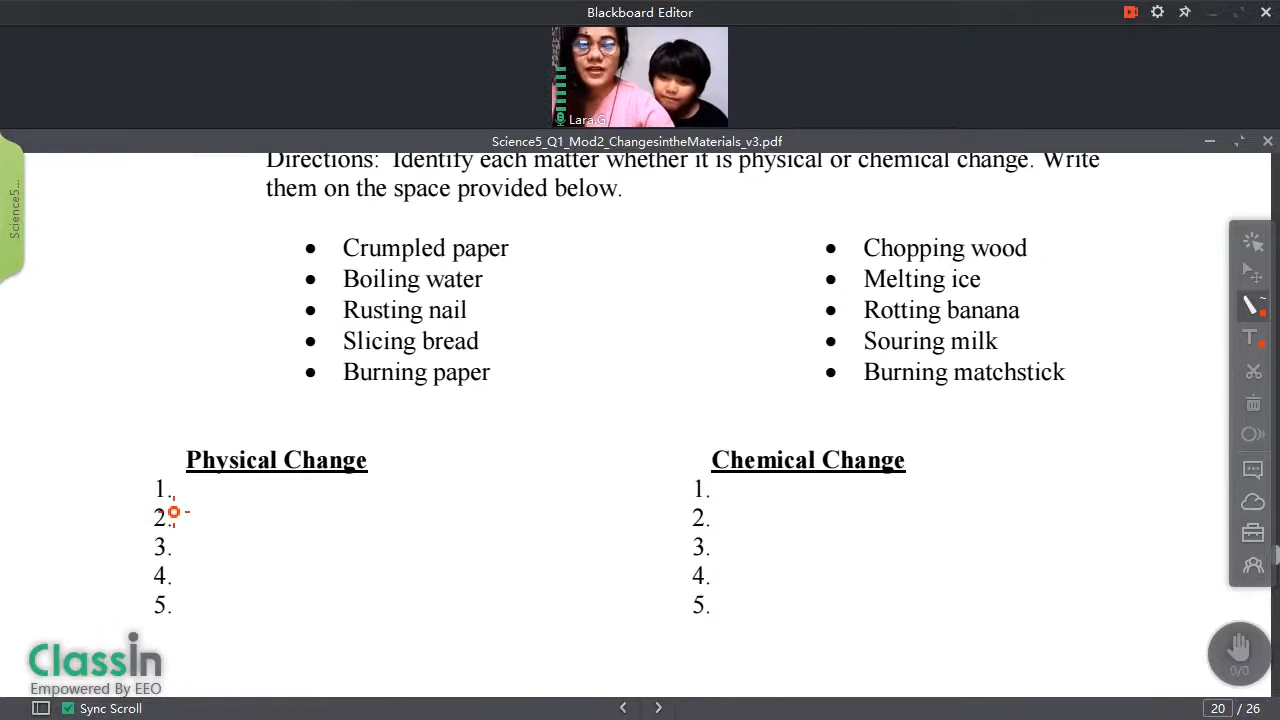 Blackboard Editor
Lara.G
Science5_Q1_Mod2_ChangesintheMaterials_v3.pdf
Science5...
Directions: Identify each matter whether it is physical or chemical change. Write
them on the space provided below.
• Crumpled paper
• Boiling water
• Rusting nail
• Slicing bread
• Burning paper
• Chopping wood
• Melting ice
• Rotting banana
• Souring milk
• Burning matchstick
Physical Change
1.
2.
3.
4.
5.
Chemical Change
1.
2.
3.
4.
5.
ClassIn
Empowered By EEO
Sync Scroll
0/0
20 / 26